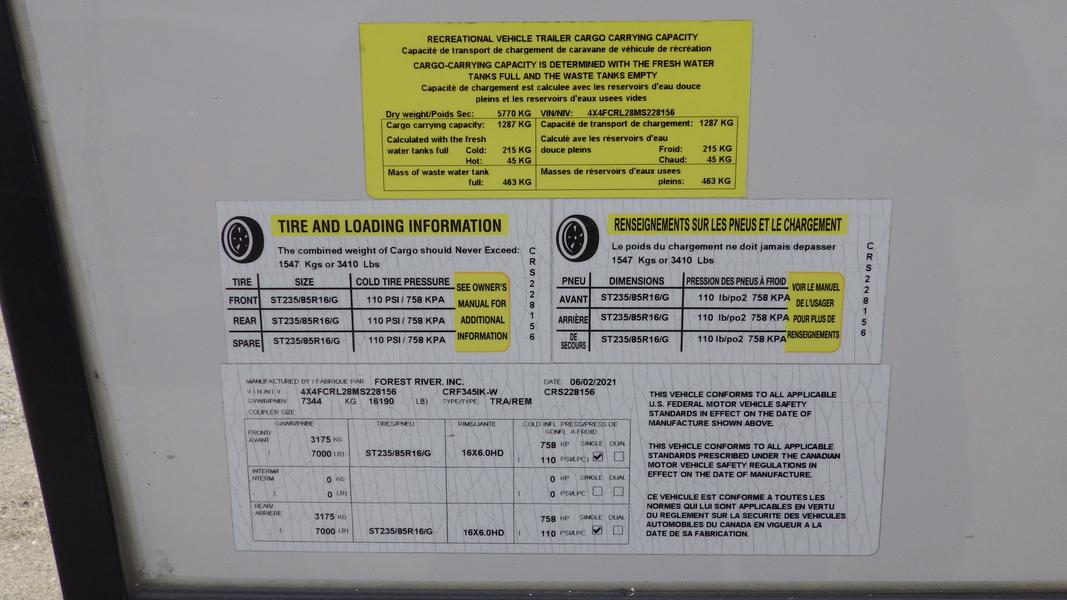 RECREATIONAL VEHICLE TRAILER CARGO CARRYING CAPACITY
Capacité de transport de chargement de caravane de véhicule de récréation
CARGO-CARRYING CAPACITY IS DETERMINED WITH THE FRESH WATER
TANKS FULL AND THE WASTE TANKS EMPTY
Capacité de chargement est calculee avec les reservoirs d'eau douce
pleins et les reservoirs d'eaux usees vides
Dry weight/Poids Sec: 5770 KG VIN/NIV: 4X4FCRL28MS228156
Cargo carrying capacity: 1287 KG Capacité de transport de chargement: 1287 KG
Calculated with the fresh Calculé ave les réservoirs d'eau
water tanks full Cold: 215 KG douce pleins Froid: 215 KG
Hot: 45 KG Chaud: 45 KG
Mass of waste water tank Masses de réservoirs d'eaux usees
full: 463 KG pleins: 463 KG
TIRE AND LOADING INFORMATION
The combined weight of Cargo should Never Exceed:
1547 Kgs or 3410 Lbs
TIRE SIZE COLD TIRE PRESSURE
FRONT ST235/85R16/G 110 PSI / 758 KPA
REAR ST235/85R16/G 110 PSI / 758 KPA
SPARE ST235/85R16/G 110 PSI / 758 KPA
SEE OWNER'S
MANUAL FOR
ADDITIONAL
INFORMATION
CRS228156
RENSEIGNEMENTS SUR LES PNEUS ET LE CHARGEMENT
Le poids du chargement ne doit jamais depasser
1547 Kgs or 3410 Lbs
PNEU DIMENSIONS PRESSION DES PNEUS À FROID
AVANT ST235/85R16/G 110 lb/po2 758 KPA
ARRIÈRE ST235/85R16/G 110 lb/po2 758 KPA
DE SECOURS ST235/85R16/G 110 lb/po2 758 KPA
VOIR LE MANUEL
DE L'USAGER
POUR PLUS DE
RENSEIGNEMENTS
CRS228156
MANUFACTURED BY / FABRIQUE PAR: FOREST RIVER, INC. DATE 06/02/2021
V.I.N./N.I.V. 4X4FCRL28MS228156 CRF345IK-W CRS228156
GVWR/PNBV 7344 KG 16190 LB) TYPE/TYPE: TRA/REM
COUPLER SIZE
GAWR/PNBE TIRES/PNEU RIMS/JANTE COLD INFL. PRESS/PRESS DE
GONFL A FROID
FRONT/
AVANT 3175 KG 758 KP SINGLE DUAL
( 7000 LB) ST235/85R16/G 16X6.0HD ( 110 PSI/LPC)
INTERM/
INTERM 0 KG 0 KP SINGLE DUAL
( 0 LB) ( 0 PSI/LPC
REAR/
ARRIERE 3175 KG 758 KP SINGLE DUAL
( 7000 LB) ST235/85R16/G 16X6.0HD ( 110 PSI/LPC
THIS VEHICLE CONFORMS TO ALL APPLICABLE
U.S. FEDERAL MOTOR VEHICLE SAFETY
STANDARDS IN EFFECT ON THE DATE OF
MANUFACTURE SHOWN ABOVE.
THIS VEHICLE CONFORMS TO ALL APPLICABLE
STANDARDS PRESCRIBED UNDER THE CANADIAN
MOTOR VEHICLE SAFETY REGULATIONS IN
EFFECT ON THE DATE OF MANUFACTURE.
CE VEHICULE EST CONFORME A TOUTES LES
NORMES QUI LUI SONT APPLICABLES EN VERTU
DU REGLEMENT SUR LA SECURITE DES VEHICULES
AUTOMOBILES DU CANADA EN VIGUEUR A LA
DATE DE SA FABRICATION.